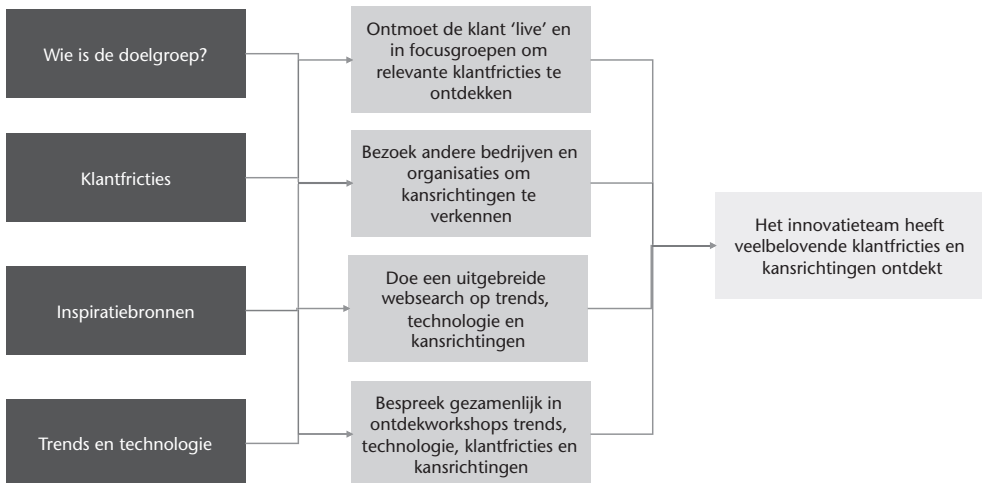 Wie is de doelgroep?
Klantfricties
Inspiratiebronnen
Trends en technologie
Ontmoet de klant ‘live’ en
in focusgroepen om
relevante klantfricties te
ontdekken
Bezoek andere bedrijven en
organisaties om
kansrichtingen te
verkennen
Doe een uitgebreide
websearch op trends,
technologie en
kansrichtingen
Bespreek gezamenlijk in
ontdekworkshops trends,
technologie, klantfricties en
kansrichtingen
Het innovatieteam heeft
veelbelovende klantfricties en
kansrichtingen ontdekt